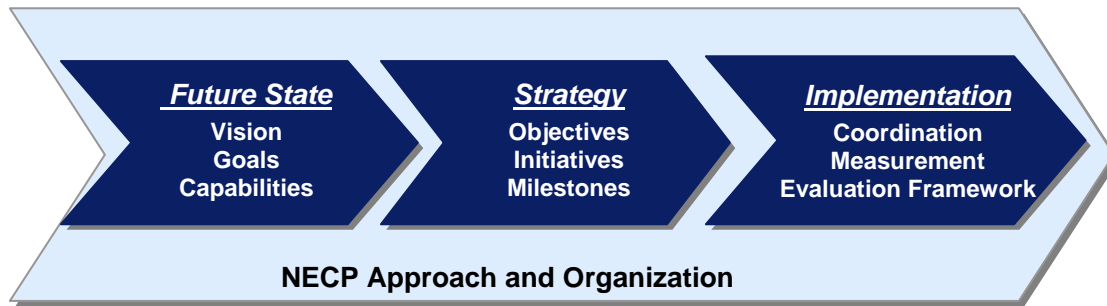 Future State
Vision
Goals
Capabilities
Strategy
Objectives
Initiatives
Milestones
Implementation
Coordination
Measurement
Evaluation Framework
NECP Approach and Organization